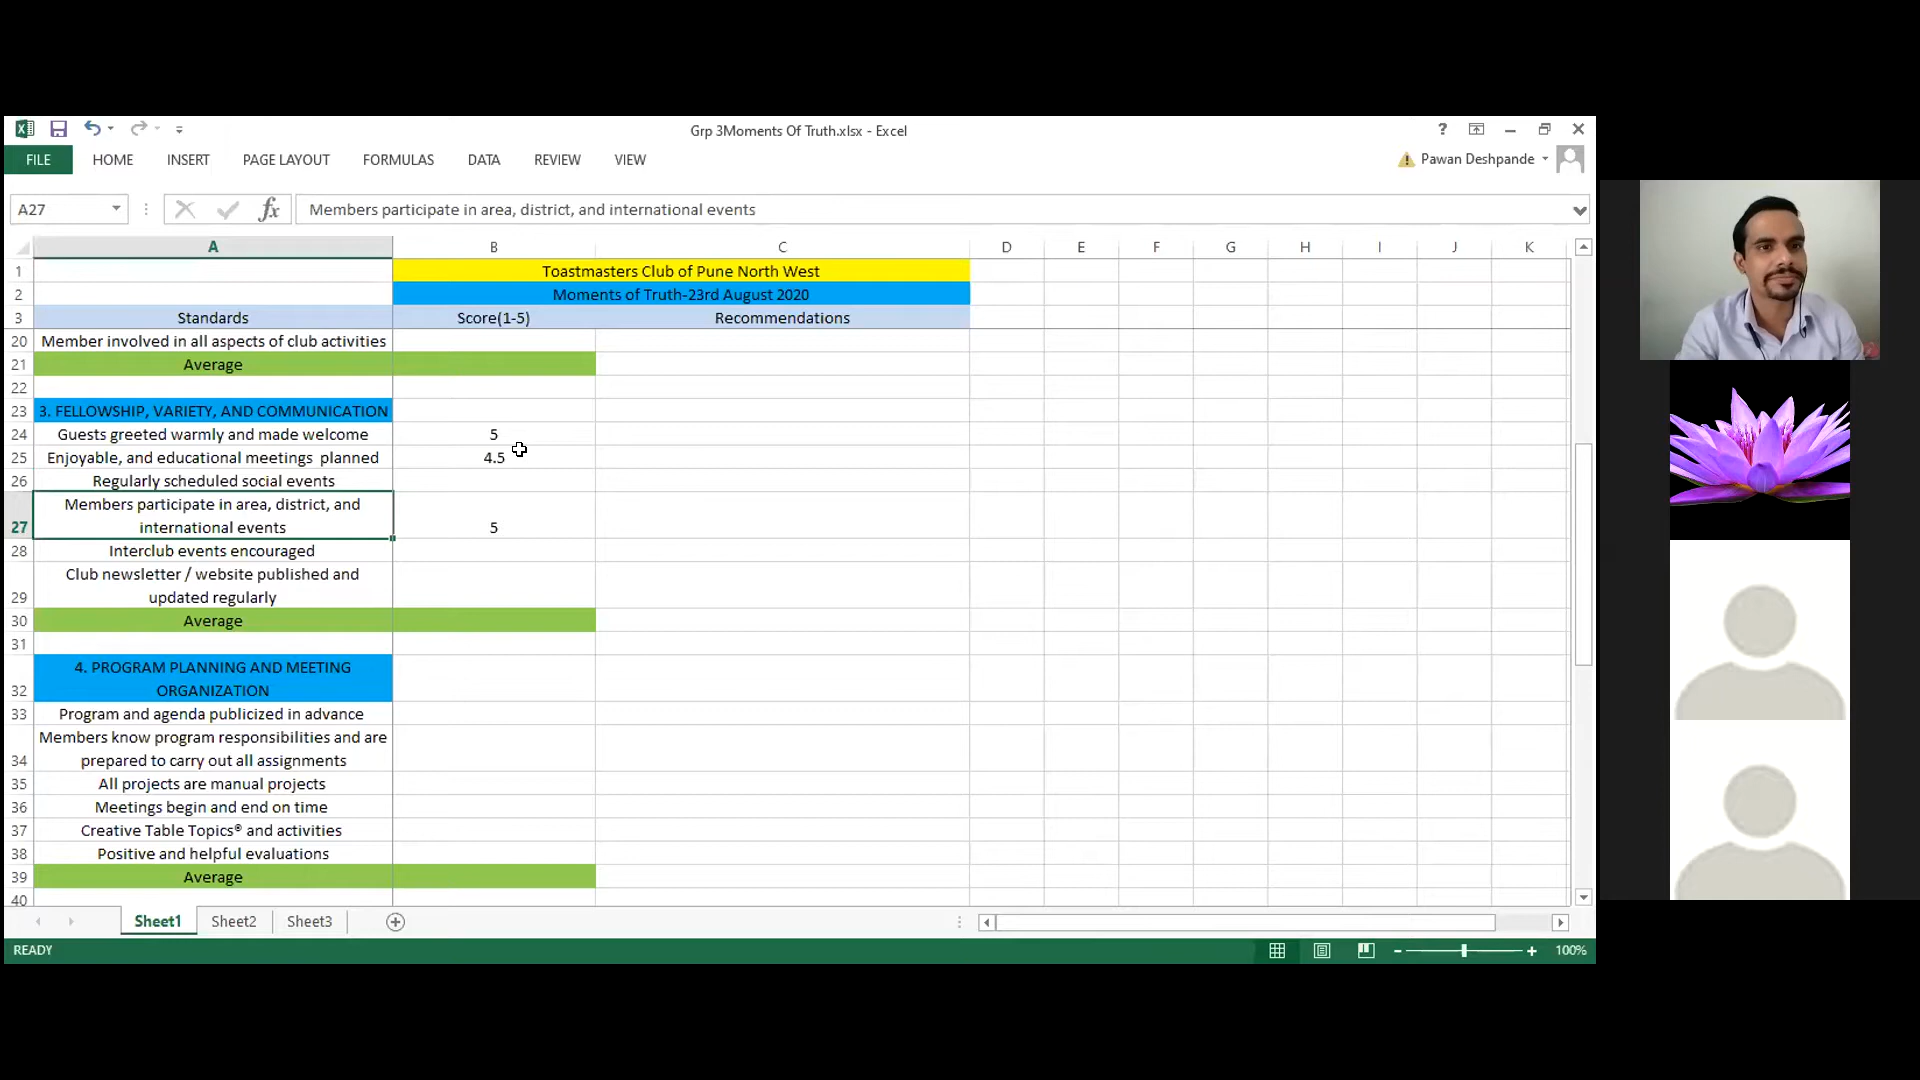 Grp 3Moments Of Truth.xlsx - Excel
?
FILE HOME INSERT PAGE LAYOUT FORMULAS DATA REVIEW VIEW Pawan Deshpande
A27 fx Members participate in area, district, and international events
A B C D E F G H I J K
1 Toastmasters Club of Pune North West
2 Moments of Truth-23rd August 2020
3 Standards Score(1-5) Recommendations
20 Member involved in all aspects of club activities
21 Average
22
23 3. FELLOWSHIP, VARIETY, AND COMMUNICATION
24 Guests greeted warmly and made welcome 5
25 Enjoyable, and educational meetings planned 4.5
26 Regularly scheduled social events
Members participate in area, district, and
27 international events 5
28 Interclub events encouraged
Club newsletter / website published and
29 updated regularly
30 Average
31
4. PROGRAM PLANNING AND MEETING
32 ORGANIZATION
33 Program and agenda publicized in advance
Members know program responsibilities and are
34 prepared to carry out all assignments
35 All projects are manual projects
36 Meetings begin and end on time
37 Creative Table Topics® and activities
38 Positive and helpful evaluations
39 Average
40
Sheet1 Sheet2 Sheet3
READY 100%